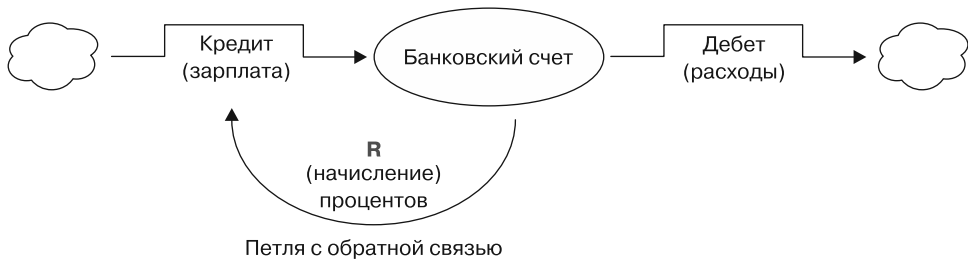 Кредит
(зарплата)
Банковский счет
Дебет
(расходы)
R
(начисление)
процентов
Петля с обратной связью